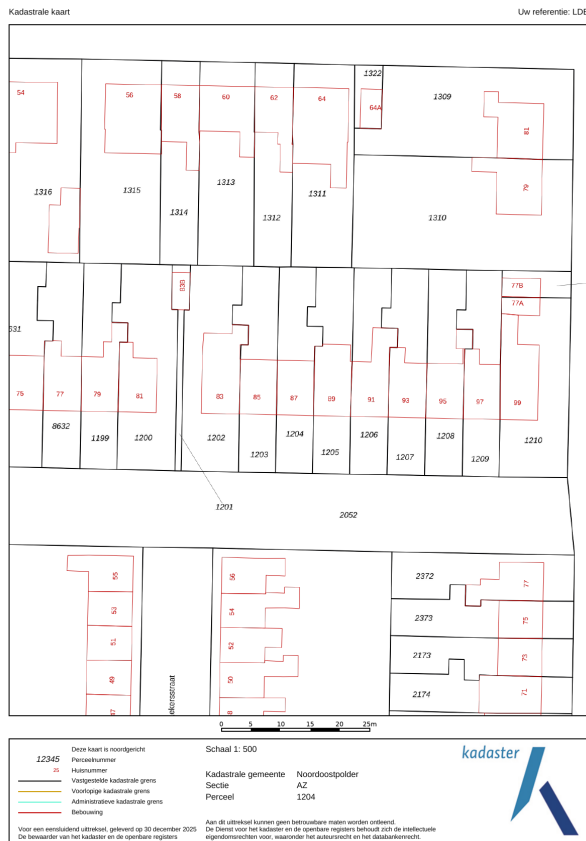 Kadastrale kaart
Uw referentie: LDE
54
56
58
60
62
64
1322
64A
1309
81
1316
1315
1314
1313
1312
1311
1310
79
83B
77B
77A
631
75
77
79
81
83
85
87
89
91
93
95
97
99
8632
1199
1200
1202
1203
1204
1205
1206
1207
1208
1209
1210
1201
2052
55
53
51
49
47
ekersstraat
56
54
52
50
8
2372
77
2373
75
2173
73
2174
71
0 5 10 15 20 25m
Deze kaart is noordgericht
12345 Perceelnummer
25 Huisnummer
Vastgestelde kadastrale grens
Voorlopige kadastrale grens
Administratieve kadastrale grens
Bebouwing
Voor een eensluidend uittreksel, geleverd op 30 december 2025
De bewaarder van het kadaster en de openbare registers
Schaal 1: 500
Kadastrale gemeente Noordoostpolder
Sectie AZ
Perceel 1204
Aan dit uittreksel kunnen geen betrouwbare maten worden ontleend.
De Dienst voor het kadaster en de openbare registers behoudt zich de intellectuele
eigendomsrechten voor, waaronder het auteursrecht en het databankenrecht.
kadaster